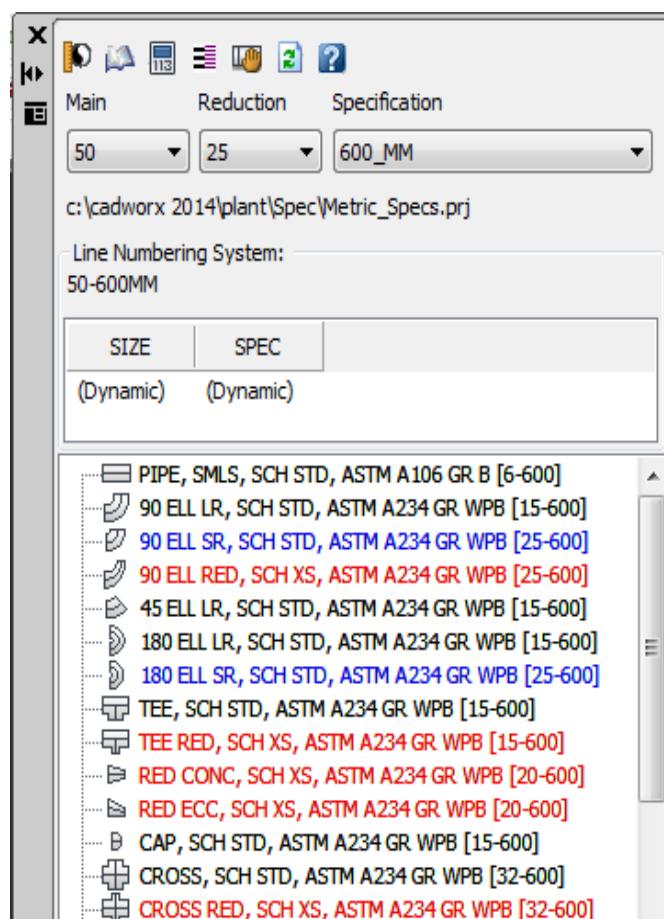 113
Main Reduction Specification
50 25 600_MM
c:\cadworx 2014\plant\Spec\Metric_Specs.prj
Line Numbering System:
50-600MM
SIZE SPEC
(Dynamic) (Dynamic)
PIPE, SMLS, SCH STD, ASTM A106 GR B [6-600]
90 ELL LR, SCH STD, ASTM A234 GR WPB [15-600]
90 ELL SR, SCH STD, ASTM A234 GR WPB [25-600]
90 ELL RED, SCH XS, ASTM A234 GR WPB [25-600]
45 ELL LR, SCH STD, ASTM A234 GR WPB [15-600]
180 ELL LR, SCH STD, ASTM A234 GR WPB [15-600]
180 ELL SR, SCH STD, ASTM A234 GR WPB [25-600]
TEE, SCH STD, ASTM A234 GR WPB [15-600]
TEE RED, SCH XS, ASTM A234 GR WPB [15-600]
RED CONC, SCH XS, ASTM A234 GR WPB [20-600]
RED ECC, SCH XS, ASTM A234 GR WPB [20-600]
CAP, SCH STD, ASTM A234 GR WPB [15-600]
CROSS, SCH STD, ASTM A234 GR WPB [32-600]
CROSS RED, SCH XS, ASTM A234 GR WPB [32-600]